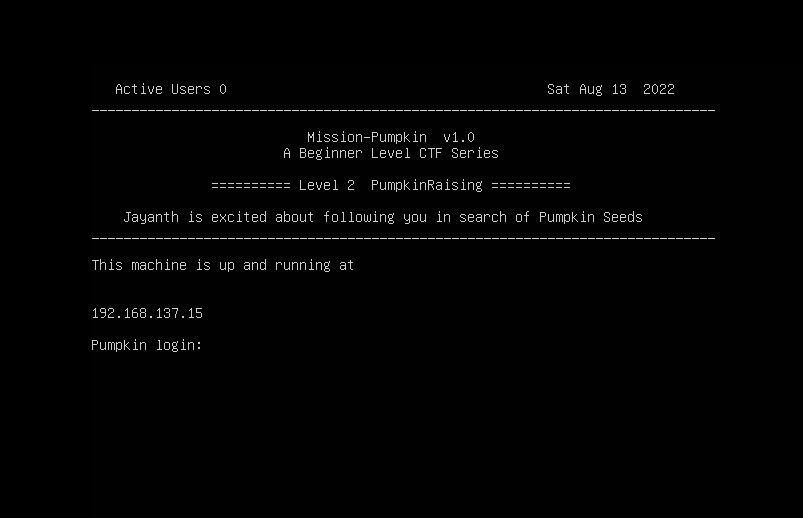 Active Users 0 Sat Aug 13 2022
Mission-Pumpkin v1.0
A Beginner Level CTF Series
========== Level 2 PumpkinRaising ==========
Jayanth is excited about following you in search of Pumpkin Seeds
This machine is up and running at
192.168.137.15
Pumpkin login: